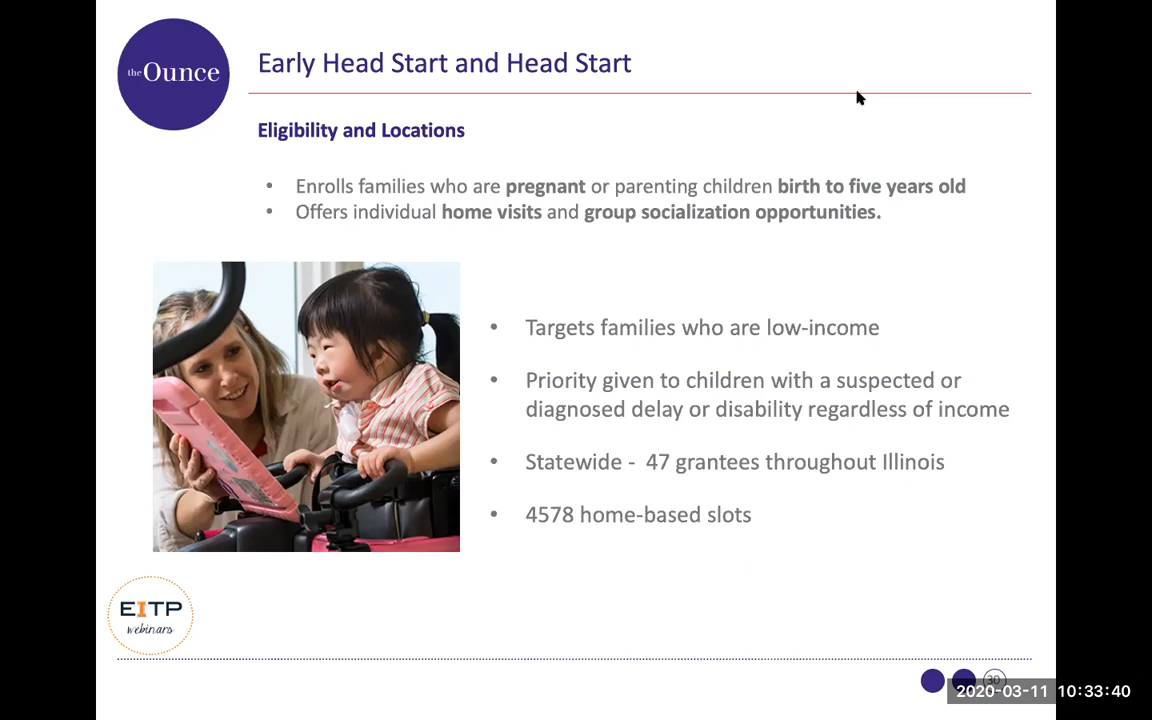 the Ounce
Early Head Start and Head Start
Eligibility and Locations
• Enrolls families who are pregnant or parenting children birth to five years old
• Offers individual home visits and group socialization opportunities.
• Targets families who are low-income
• Priority given to children with a suspected or
diagnosed delay or disability regardless of income
• Statewide - 47 grantees throughout Illinois
• 4578 home-based slots
EITP
webinars
30
2020-03-11 10:33:40